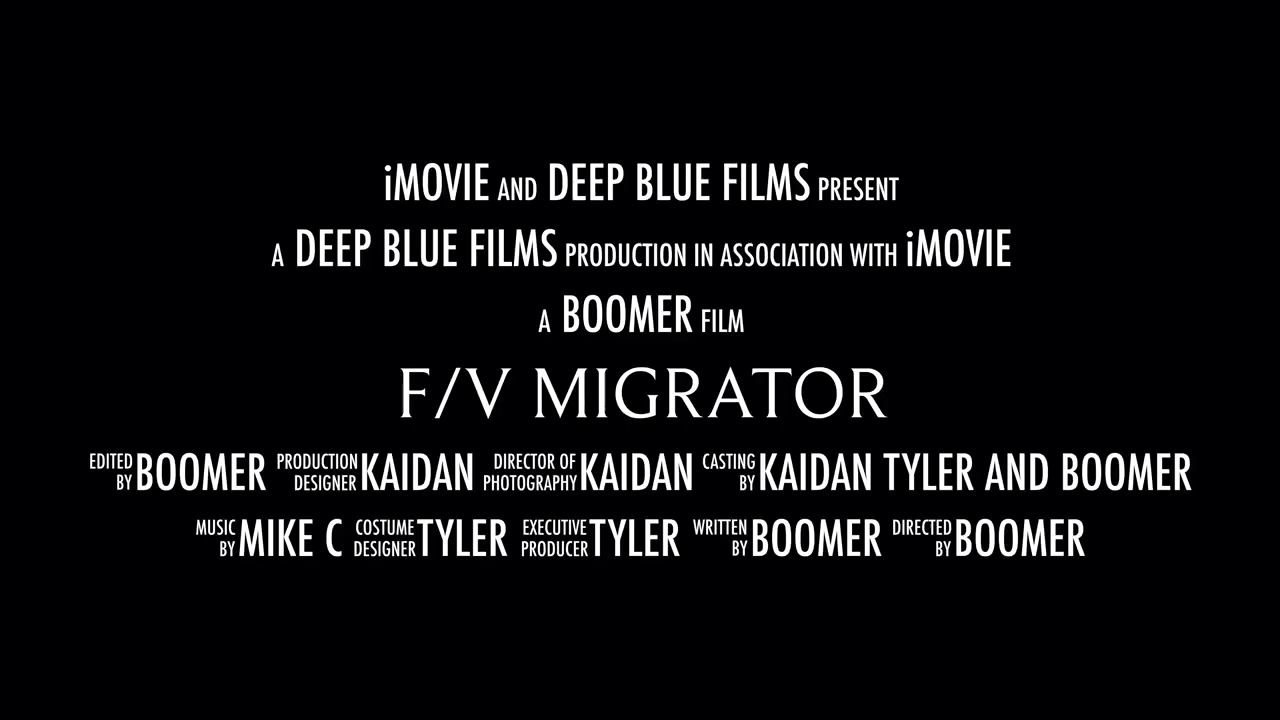 iMOVIE AND DEEP BLUE FILMS PRESENT
A DEEP BLUE FILMS PRODUCTION IN ASSOCIATION WITH iMOVIE
A BOOMER FILM
F/V MIGRATOR
EDITED BY BOOMER PRODUCTION DESIGNER KAIDAN DIRECTOR OF PHOTOGRAPHY KAIDAN CASTING BY KAIDAN TYLER AND BOOMER
MUSIC BY MIKE C COSTUME DESIGNER TYLER EXECUTIVE PRODUCER TYLER WRITTEN BY BOOMER DIRECTED BY BOOMER